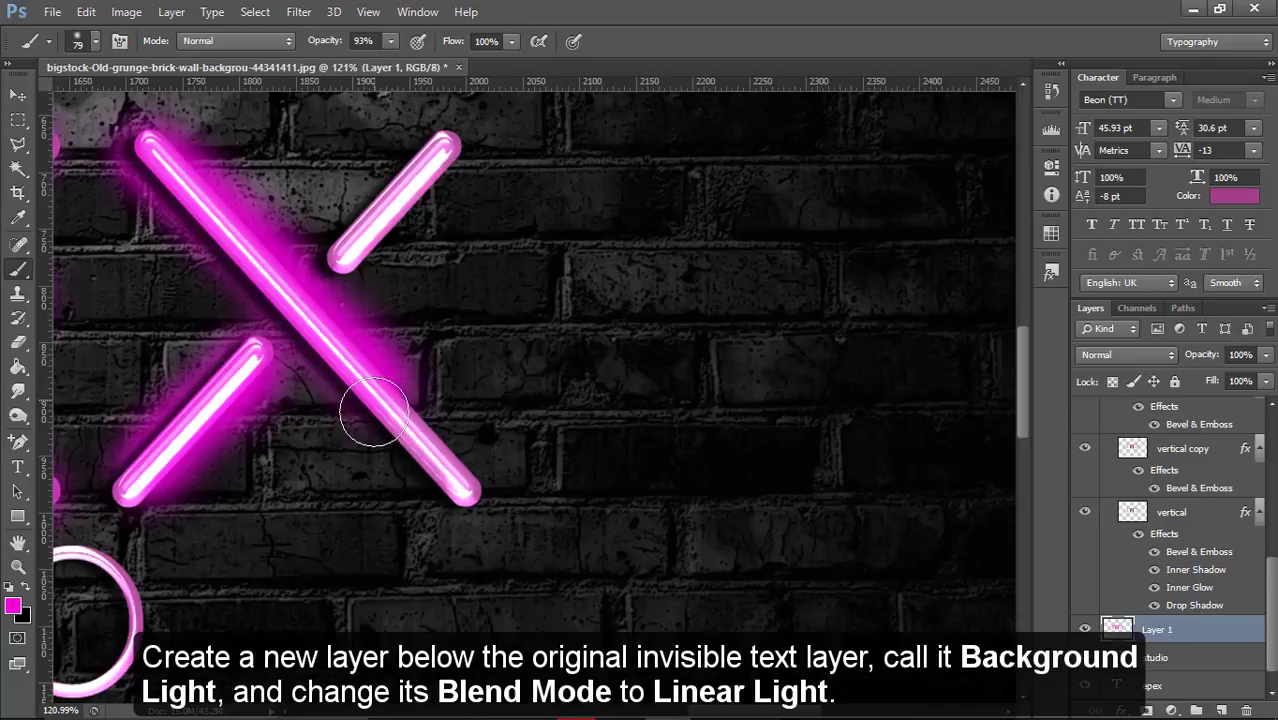 Ps File Edit Image Layer Type Select Filter 3D View Window Help
79 Mode: Normal Opacity: 93% Flow: 100% Typography
bigstock-Old-grunge-brick-wall-backgrou-44341411.jpg @ 121% (Layer 1, RGB/8) *
1650 1700 1750 1800 1850 1900 1950 2000 2050 2100 2150 2200 2250 2300 2350 2400 2450
Character Paragraph
Beon (TT) Medium
45.93 pt 30.6 pt
Metrics -13
100% 100%
-8 pt Color:
English: UK aa Smooth
Layers Channels Paths
Kind
Normal Opacity: 100%
Lock: Fill: 100%
Effects
Bevel & Emboss
vertical copy fx
Effects
Bevel & Emboss
vertical fx
Effects
Bevel & Emboss
Inner Shadow
Inner Glow
Drop Shadow
Layer 1
studio
epex
Create a new layer below the original invisible text layer, call it Background
Light, and change its Blend Mode to Linear Light.
120.99%